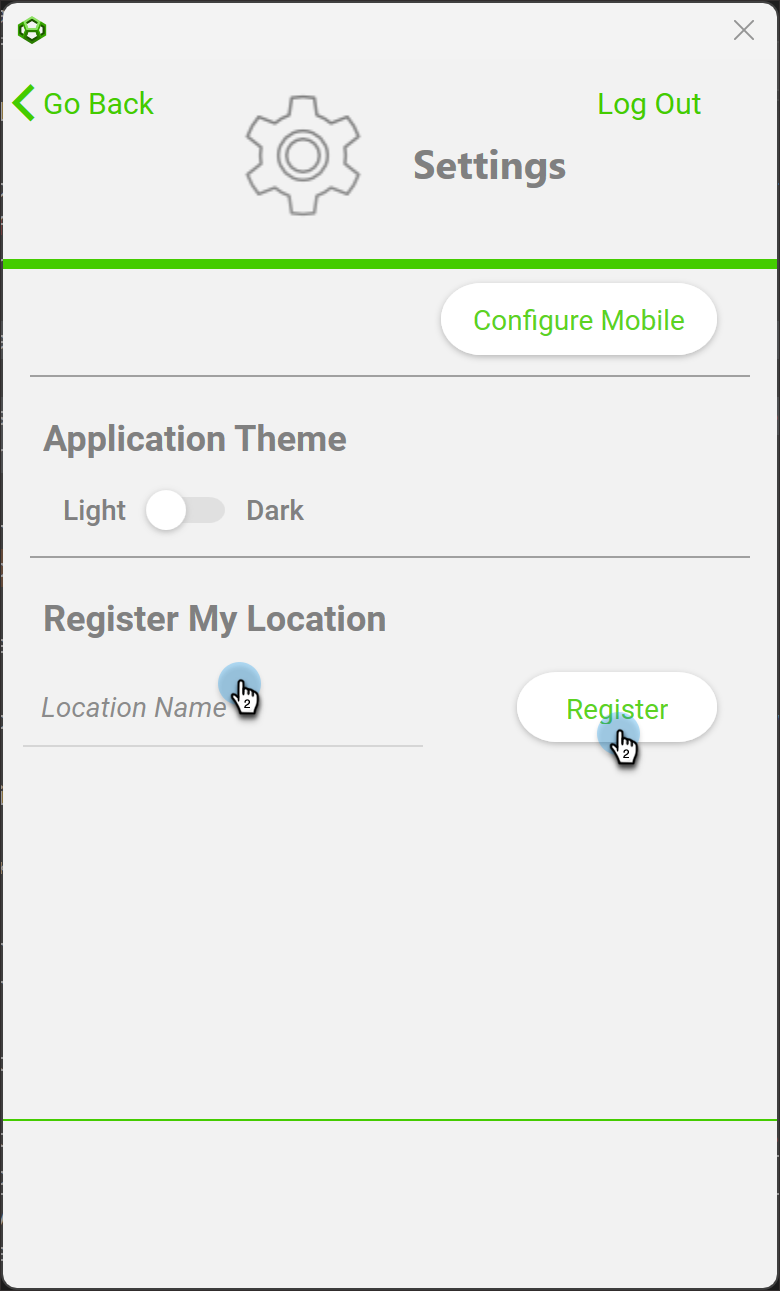 Go Back
Log Out
Settings
Configure Mobile
Application Theme
Light Dark
Register My Location
Location Name
2
Register
2